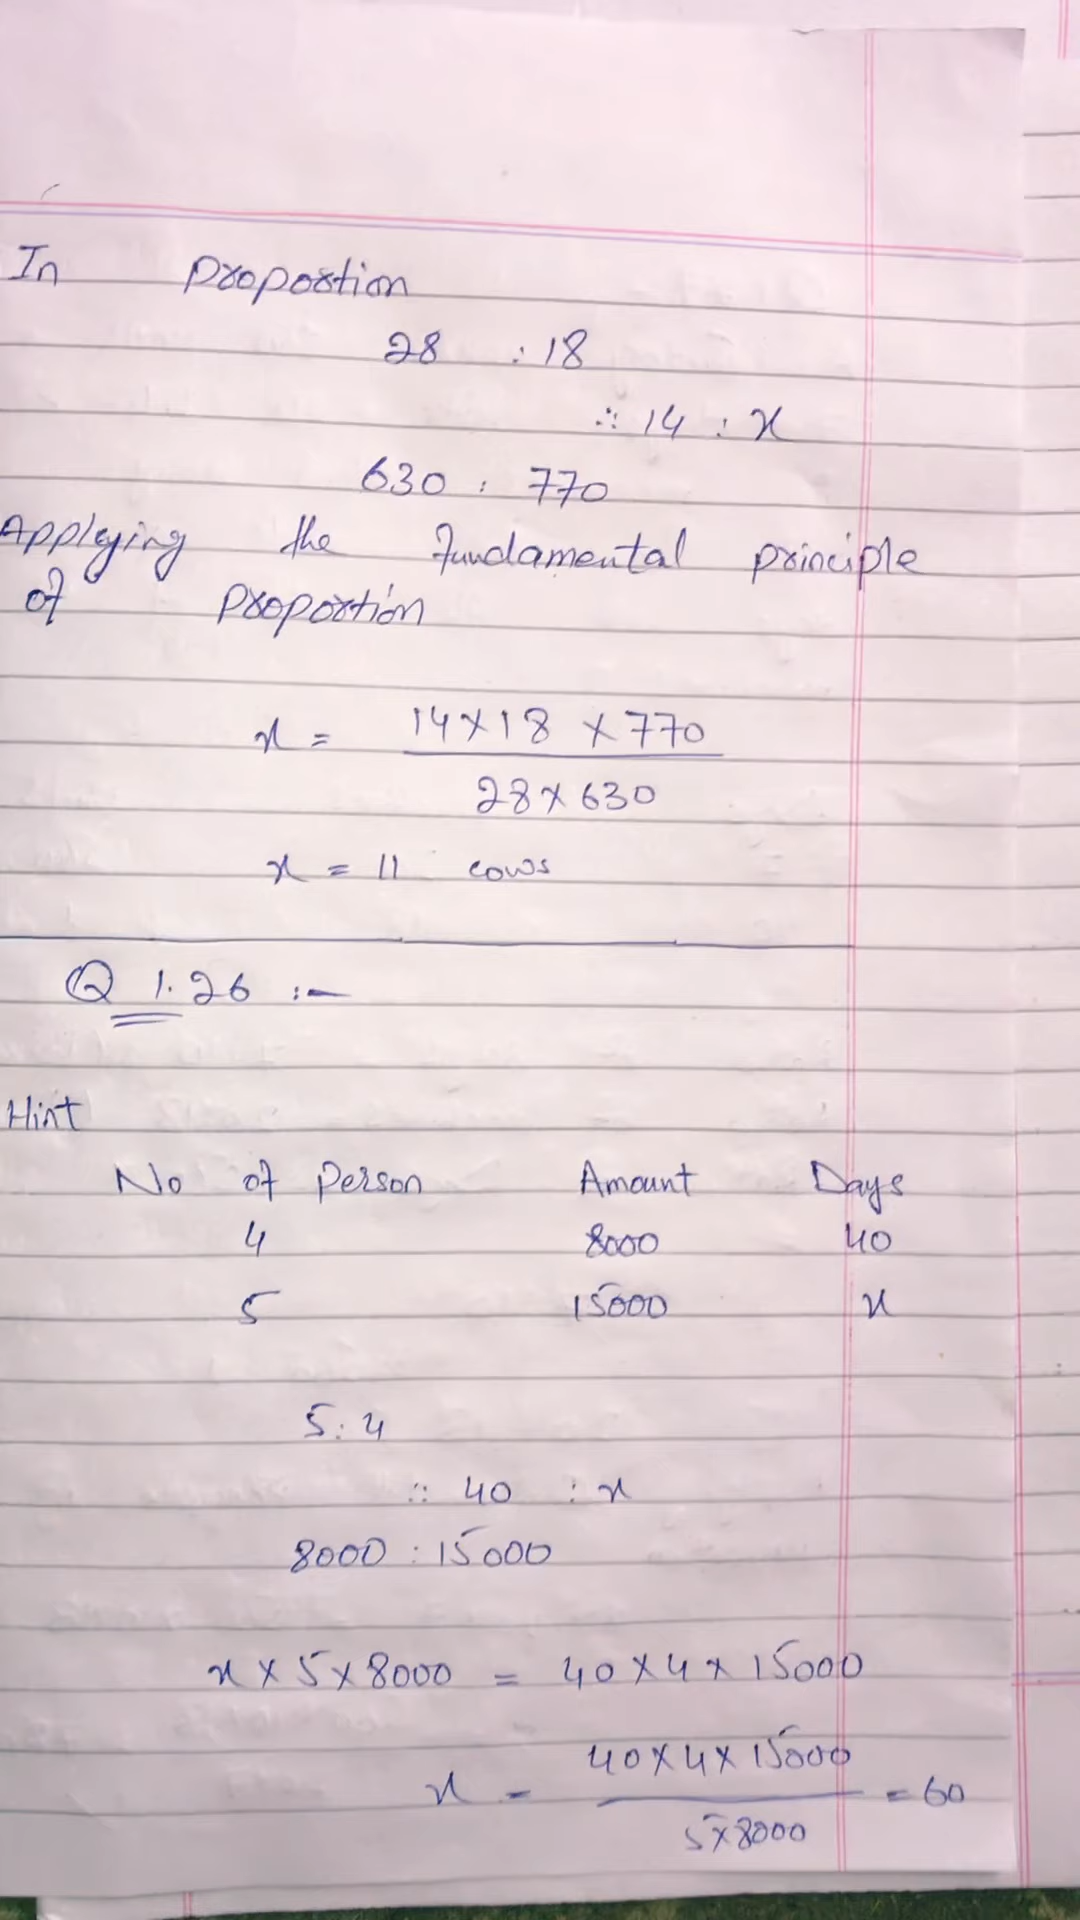 In proportion
28 : 18
∴: 14 : x
630 : 770
Applying the fundamental principle
of proportion
x = 14 x 18 x 770
28 x 630
x = 11 cows
Q 1.26 :-
Hint
No of Person Amount Days
4 8000 40
5 15000 x
5 : 4
:: 40 : x
8000 : 15000
x x 5 x 8000 = 40 x 4 x 15000
x = 40 x 4 x 15000 = 60
5 x 8000